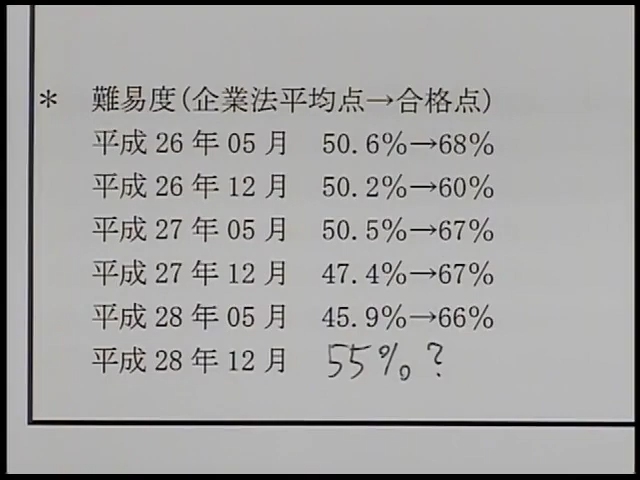 ＊ 難易度(企業法平均点→合格点)
平成 26 年 05 月 50.6％→68％
平成 26 年 12 月 50.2％→60％
平成 27 年 05 月 50.5％→67％
平成 27 年 12 月 47.4％→67％
平成 28 年 05 月 45.9％→66％
平成 28 年 12 月 55％?